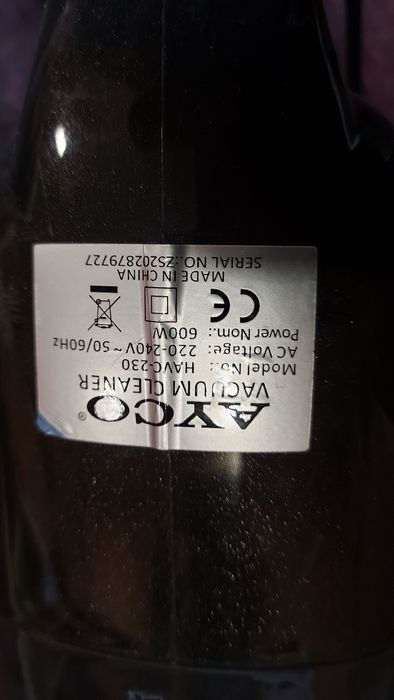 AYCO®
VACUUM CLEANER
Model No.: HAVC-230
AC Voltage: 220-240V~50/60Hz
Power Nom.: 600W
CE
MADE IN CHINA
SERIAL NO.:ZS202879727